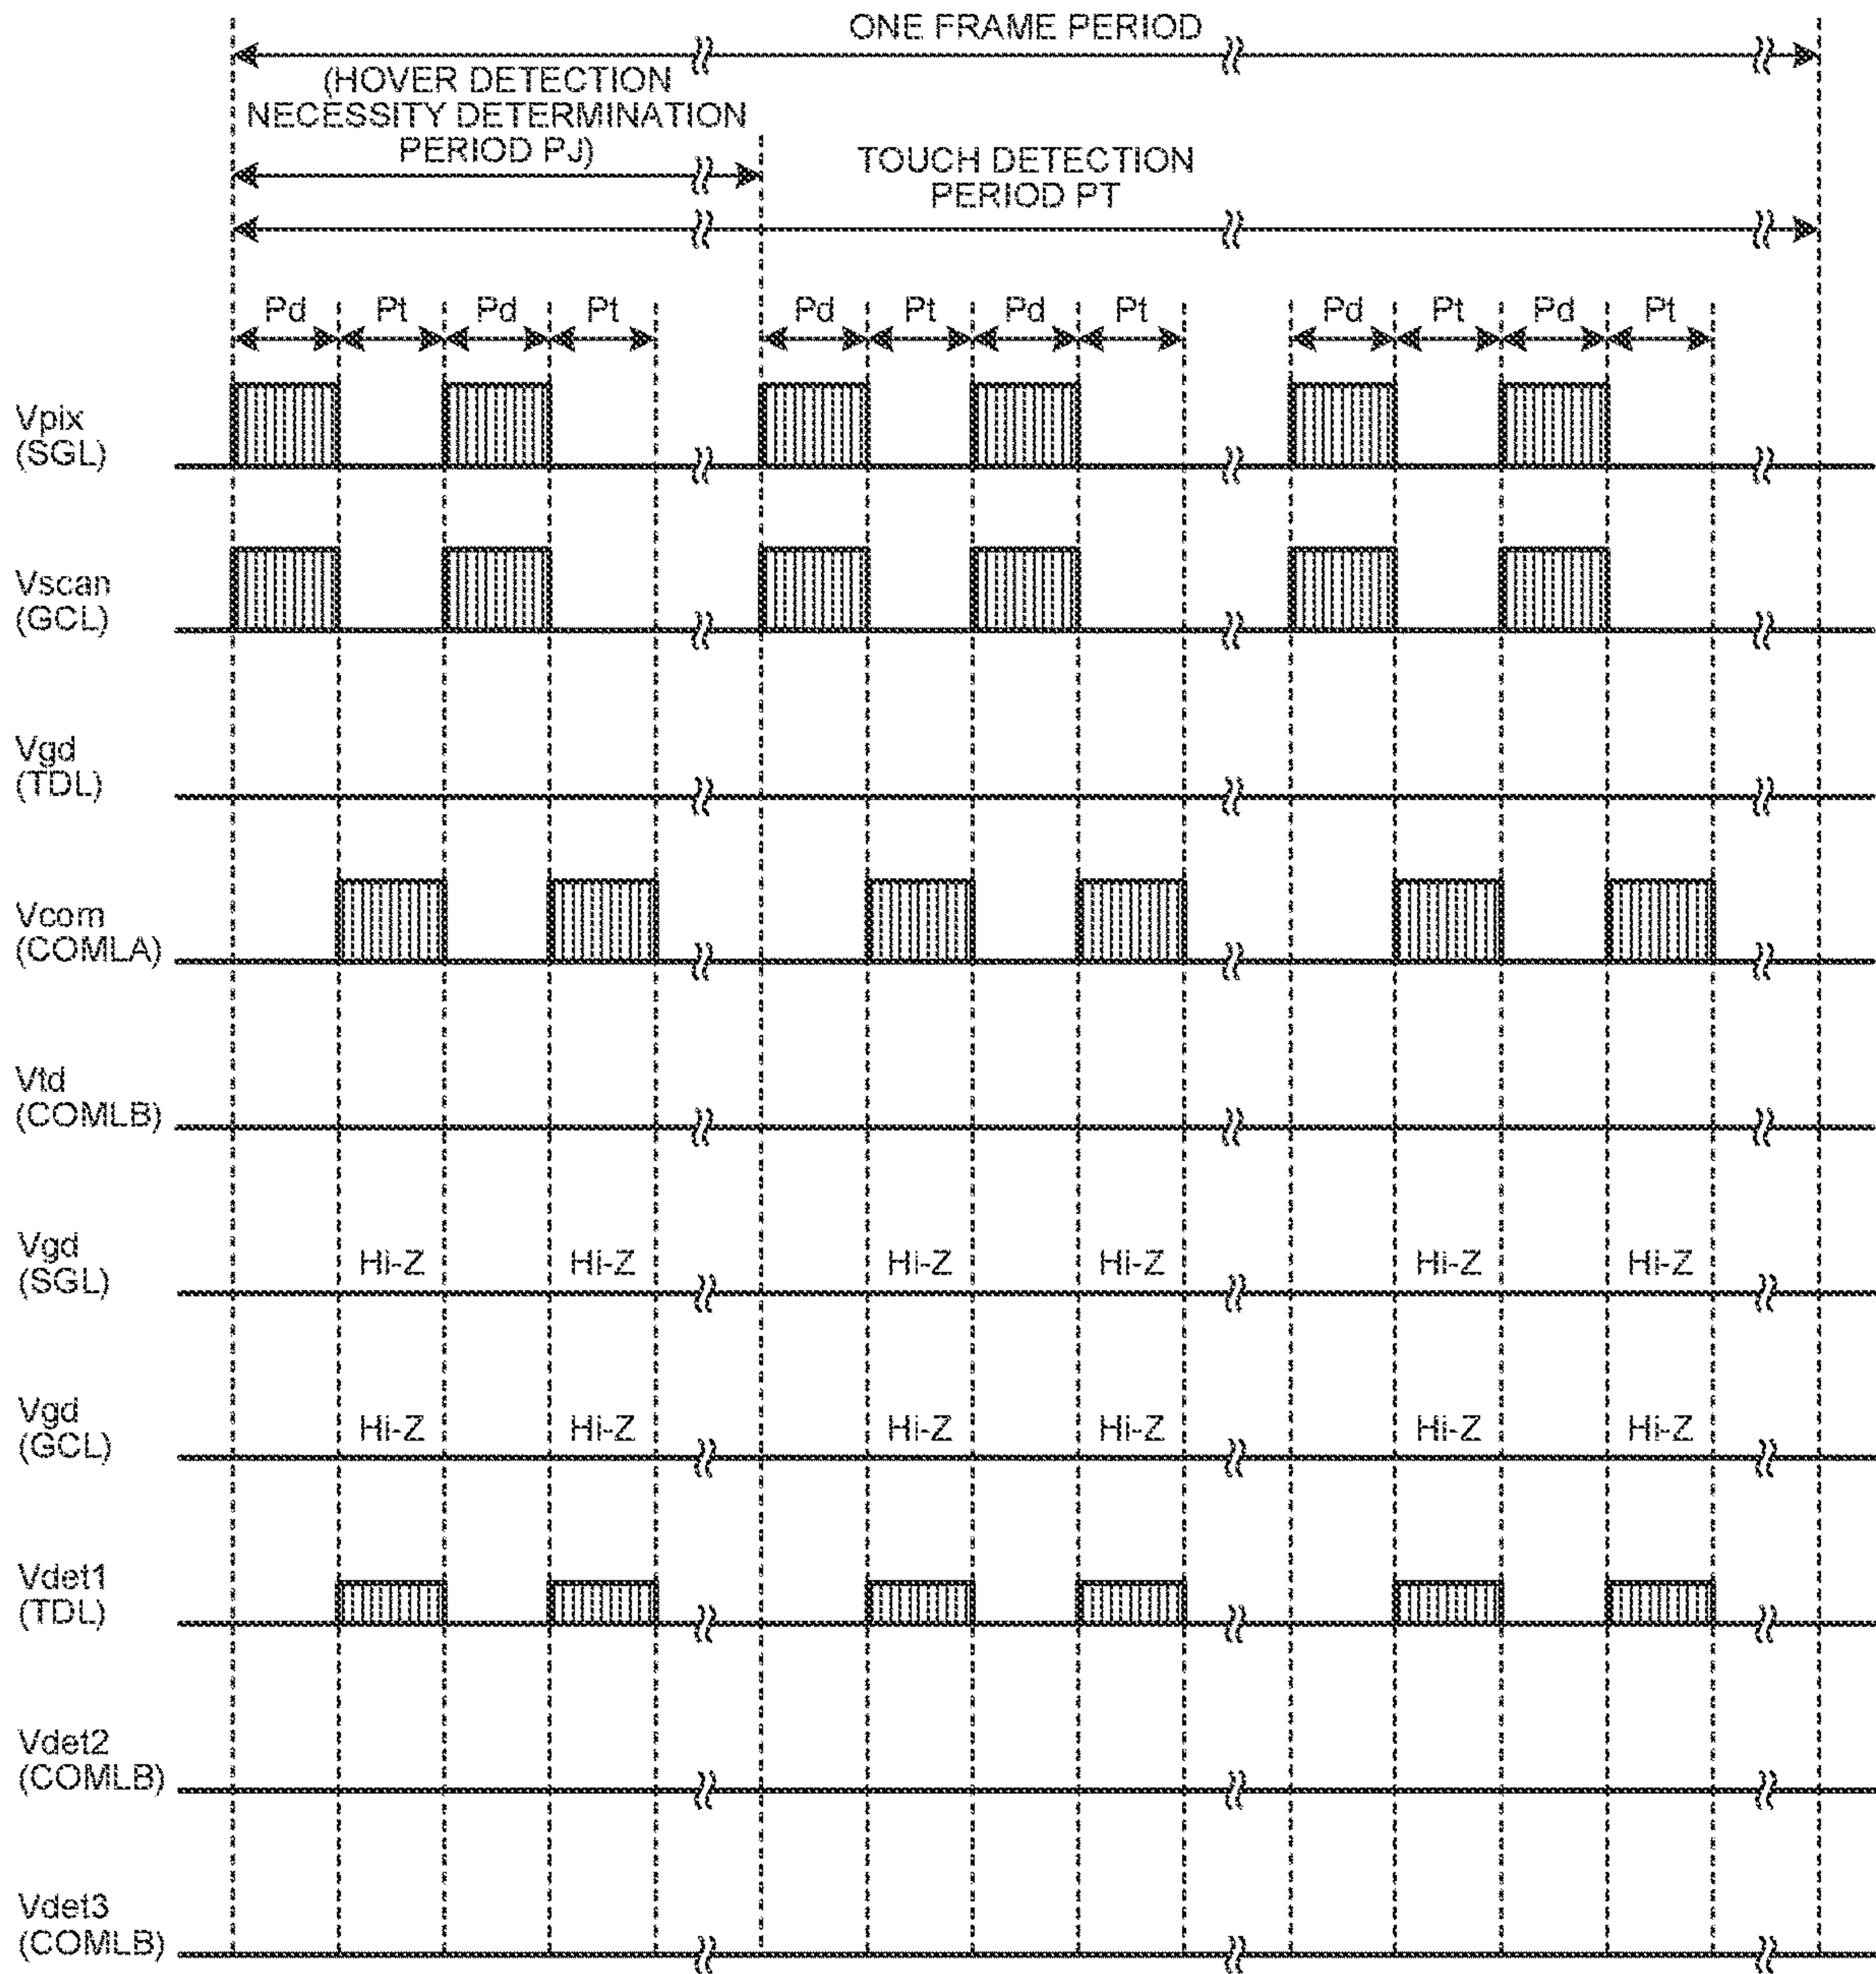 ONE FRAME PERIOD
(HOVER DETECTION
NECESSITY DETERMINATION
PERIOD PJ)
TOUCH DETECTION
PERIOD PT
Pd Pt Pd Pt Pd Pt Pd Pt Pd Pt Pd Pt
Vpix
(SGL)
Vscan
(GCL)
Vgd
(TDL)
Vcom
(COMLA)
Vtd
(COMLB)
Vgd
(SGL)
Hi-Z Hi-Z Hi-Z Hi-Z Hi-Z Hi-Z
Vgd
(GCL)
Hi-Z Hi-Z Hi-Z Hi-Z Hi-Z Hi-Z
Vdet1
(TDL)
Vdet2
(COMLB)
Vdet3
(COMLB)